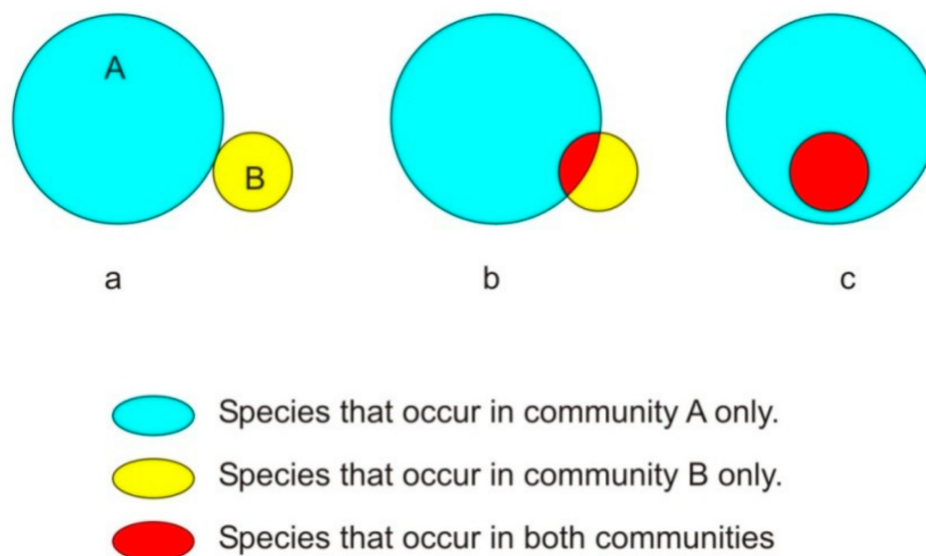 A
B
a
b
c
Species that occur in community A only.
Species that occur in community B only.
Species that occur in both communities